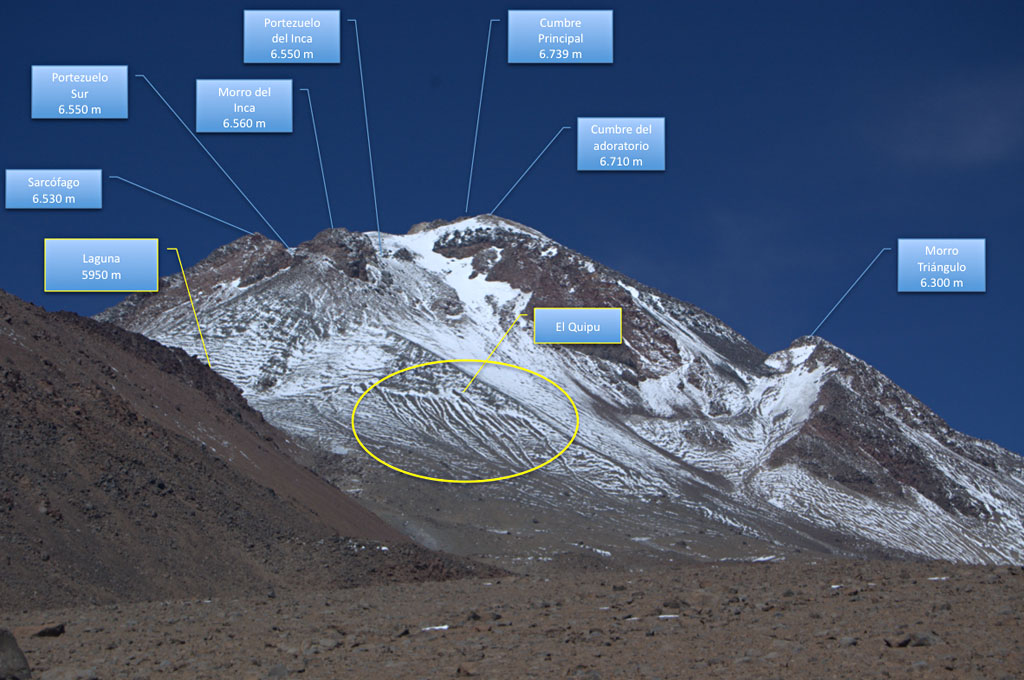 Portezuelo
del Inca
6.550 m
Cumbre
Principal
6.739 m
Portezuelo
Sur
6.550 m
Morro del
Inca
6.560 m
Cumbre del
adoratorio
6.710 m
Sarcófago
6.530 m
Laguna
5950 m
Morro
Triángulo
6.300 m
El Quipu